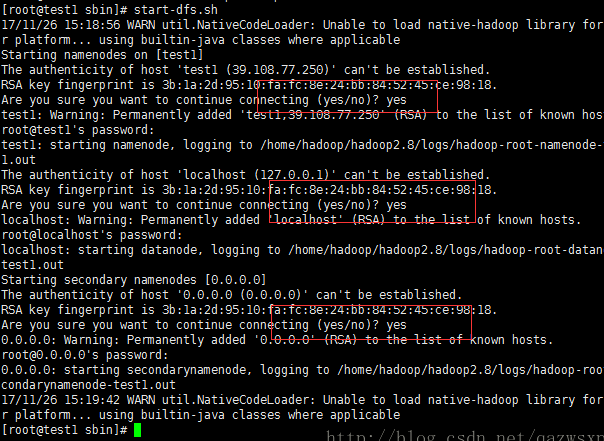 [root@test1 sbin]# start-dfs.sh
17/11/26 15:18:56 WARN util.NativeCodeLoader: Unable to load native-hadoop library for
r platform... using builtin-java classes where applicable
Starting namenodes on [test1]
The authenticity of host 'test1 (39.108.77.250)' can't be established.
RSA key fingerprint is 3b:1a:2d:95:10:fa:fc:8e:24:bb:84:52:45:ce:98:18.
Are you sure you want to continue connecting (yes/no)? yes
test1: Warning: Permanently added 'test1,39.108.77.250' (RSA) to the list of known hos
root@test1's password:
test1: starting namenode, logging to /home/hadoop/hadoop2.8/logs/hadoop-root-namenode-
1.out
The authenticity of host 'localhost (127.0.0.1)' can't be established.
RSA key fingerprint is 3b:1a:2d:95:10:fa:fc:8e:24:bb:84:52:45:ce:98:18.
Are you sure you want to continue connecting (yes/no)? yes
localhost: Warning: Permanently added 'localhost' (RSA) to the list of known hosts.
root@localhost's password:
localhost: starting datanode, logging to /home/hadoop/hadoop2.8/logs/hadoop-root-datan
test1.out
Starting secondary namenodes [0.0.0.0]
The authenticity of host '0.0.0.0 (0.0.0.0)' can't be established.
RSA key fingerprint is 3b:1a:2d:95:10:fa:fc:8e:24:bb:84:52:45:ce:98:18.
Are you sure you want to continue connecting (yes/no)? yes
0.0.0.0: Warning: Permanently added '0.0.0.0' (RSA) to the list of known hosts.
root@0.0.0.0's password:
0.0.0.0: starting secondarynamenode, logging to /home/hadoop/hadoop2.8/logs/hadoop-roo
condarynamenode-test1.out
17/11/26 15:19:42 WARN util.NativeCodeLoader: Unable to load native-hadoop library for
r platform... using builtin-java classes where applicable
[root@test1 sbin]#
http://blog.csdn.net/qazwsxp